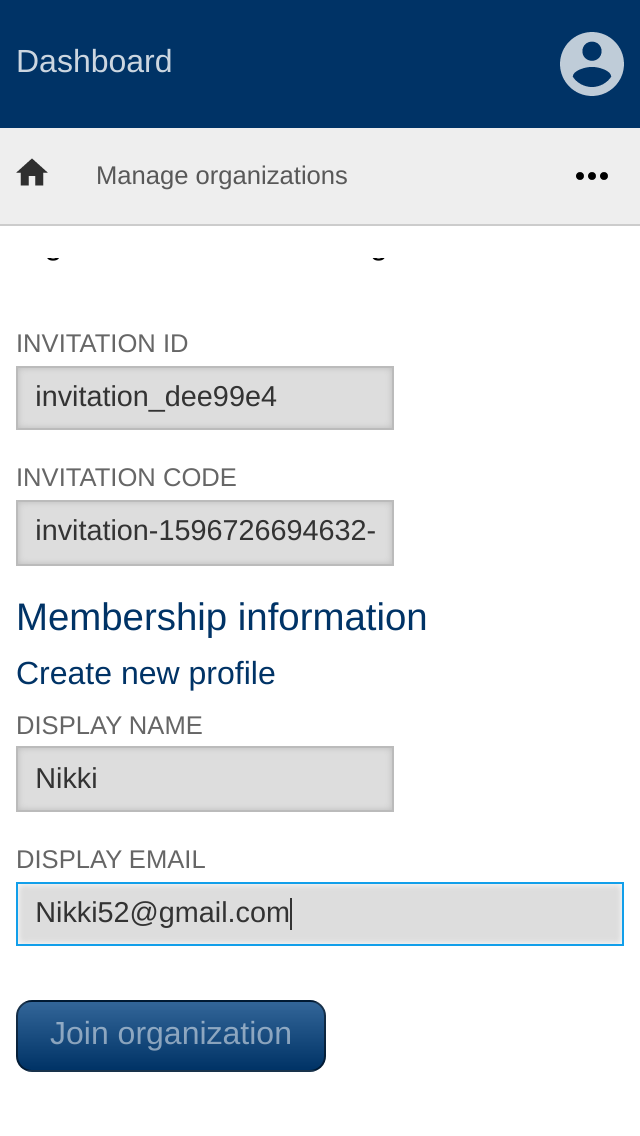 Dashboard
Manage organizations
INVITATION ID
invitation_dee99e4
INVITATION CODE
invitation-1596726694632-
Membership information
Create new profile
DISPLAY NAME
Nikki
DISPLAY EMAIL
Nikki52@gmail.com
Join organization